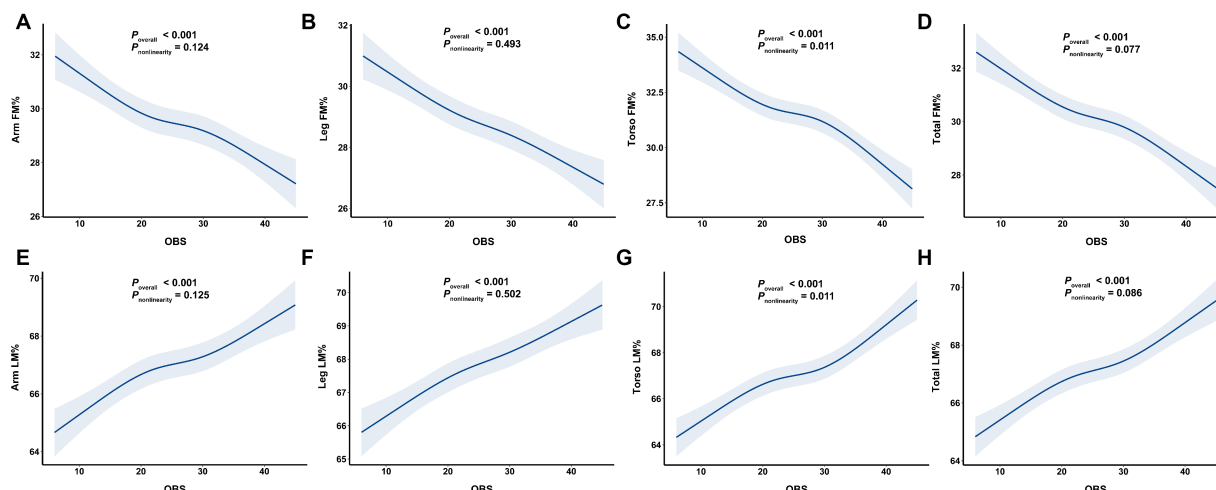 A
P overall < 0.001
P nonlinearity = 0.124
Arm FM%
32
30
28
26
10
20
30
40
OBS
B
P overall < 0.001
P nonlinearity = 0.493
Leg FM%
32
30
28
26
10
20
30
40
OBS
C
P overall < 0.001
P nonlinearity = 0.011
Torso FM%
35.0
32.5
30.0
27.5
10
20
30
40
OBS
D
P overall < 0.001
P nonlinearity = 0.077
Total FM%
32
30
28
10
20
30
40
OBS
E
P overall < 0.001
P nonlinearity = 0.125
Arm LM%
70
68
66
64
10
20
30
40
OBS
F
P overall < 0.001
P nonlinearity = 0.502
Leg LM%
70
69
68
67
66
65
10
20
30
40
OBS
G
P overall < 0.001
P nonlinearity = 0.011
Torso LM%
70
68
66
64
10
20
30
40
OBS
H
P overall < 0.001
P nonlinearity = 0.086
Total LM%
70
68
66
64
10
20
30
40
OBS